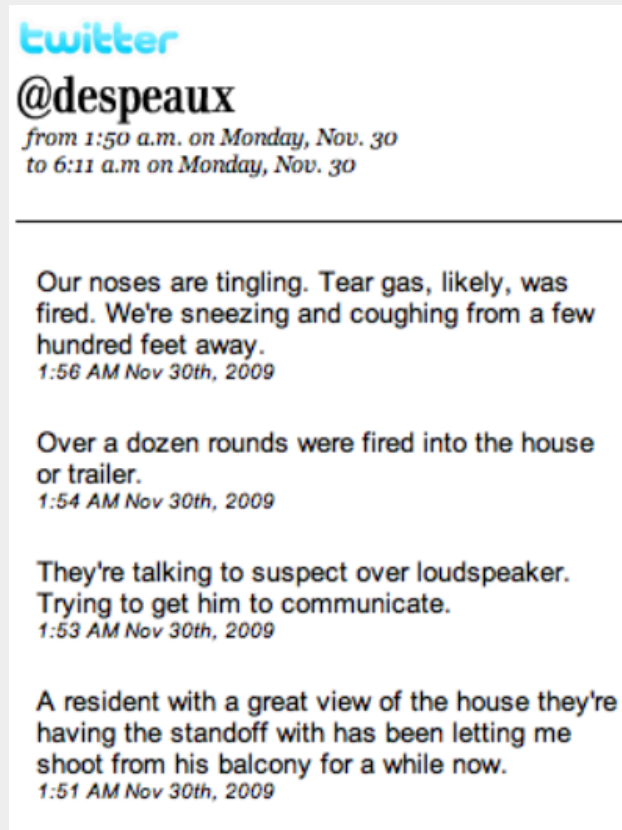 twitter
@despeaux
from 1:50 a.m. on Monday, Nov. 30
to 6:11 a.m on Monday, Nov. 30
Our noses are tingling. Tear gas, likely, was
fired. We're sneezing and coughing from a few
hundred feet away.
1:56 AM Nov 30th, 2009
Over a dozen rounds were fired into the house
or trailer.
1:54 AM Nov 30th, 2009
They're talking to suspect over loudspeaker.
Trying to get him to communicate.
1:53 AM Nov 30th, 2009
A resident with a great view of the house they're
having the standoff with has been letting me
shoot from his balcony for a while now.
1:51 AM Nov 30th, 2009